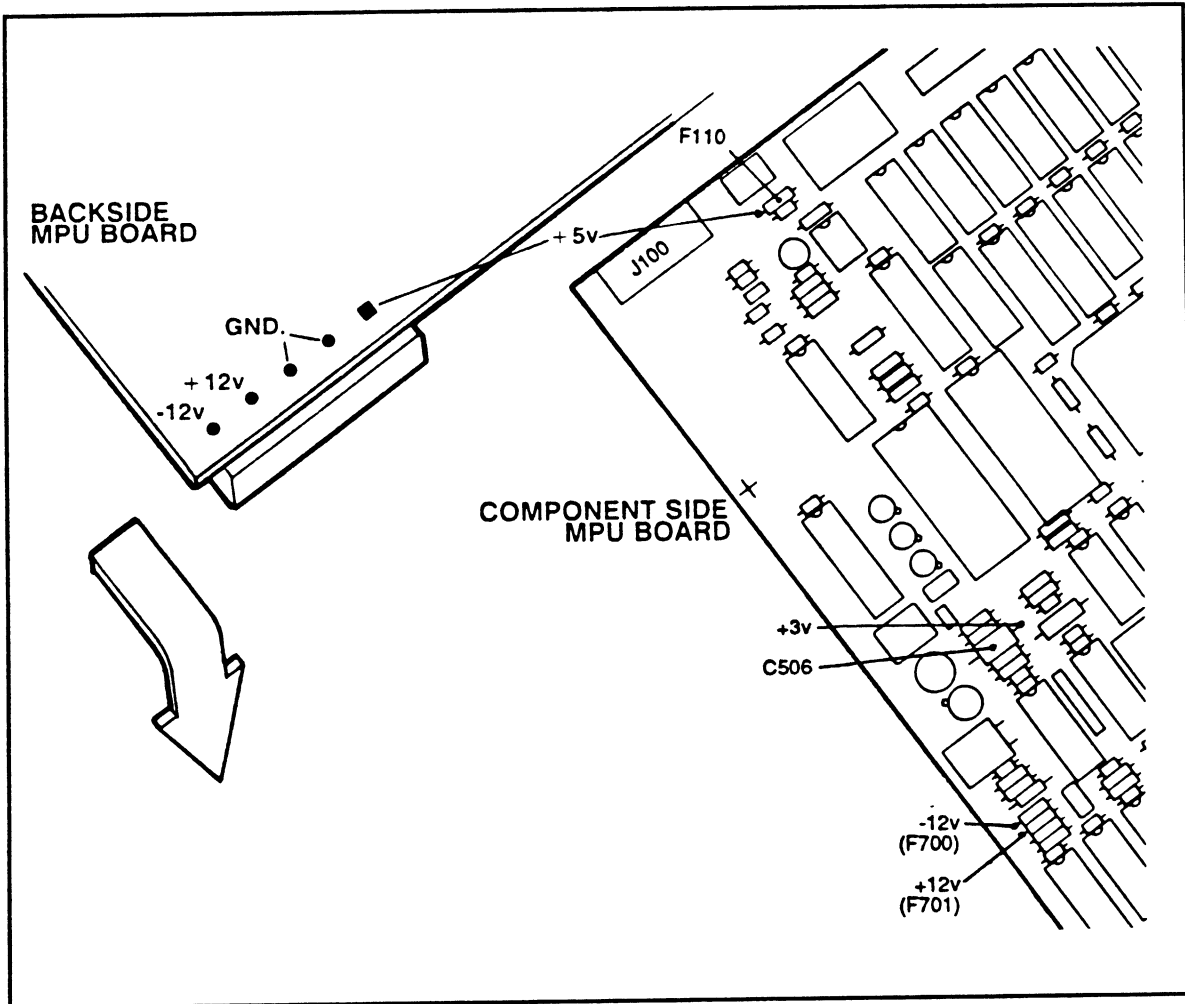 BACKSIDE
MPU BOARD
F110
+ 5v
J100
GND.
+ 12v
-12v
COMPONENT SIDE
MPU BOARD
+3v
C506
-12v
(F700)
+12v
(F701)